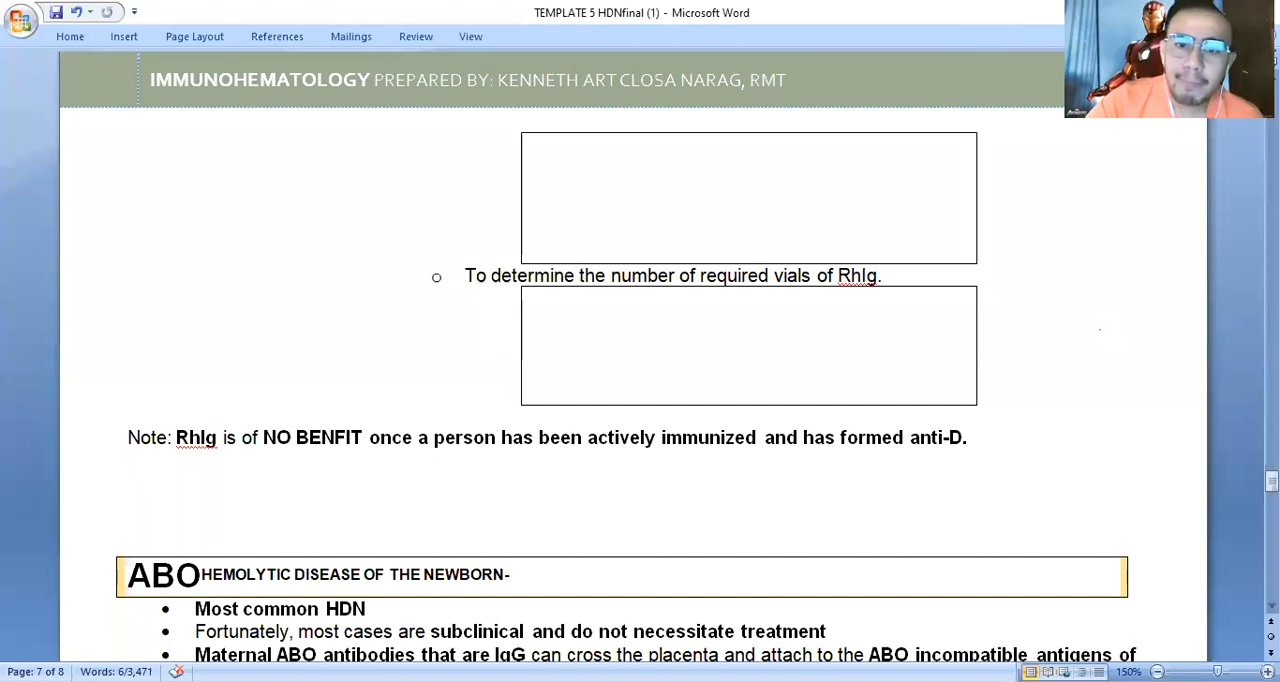 TEMPLATE 5 HDNfinal (1) - Microsoft Word
Home Insert Page Layout References Mailings Review View
IMMUNOHEMATOLOGY PREPARED BY: KENNETH ART CLOSA NARAG, RMT
o To determine the number of required vials of RhIg.
Note: RhIg is of NO BENFIT once a person has been actively immunized and has formed anti-D.
ABO HEMOLYTIC DISEASE OF THE NEWBORN-
• Most common HDN
• Fortunately, most cases are subclinical and do not necessitate treatment
• Maternal ABO antibodies that are IgG can cross the placenta and attach to the ABO incompatible antigens of
Page: 7 of 8 Words: 6/3,471 150%